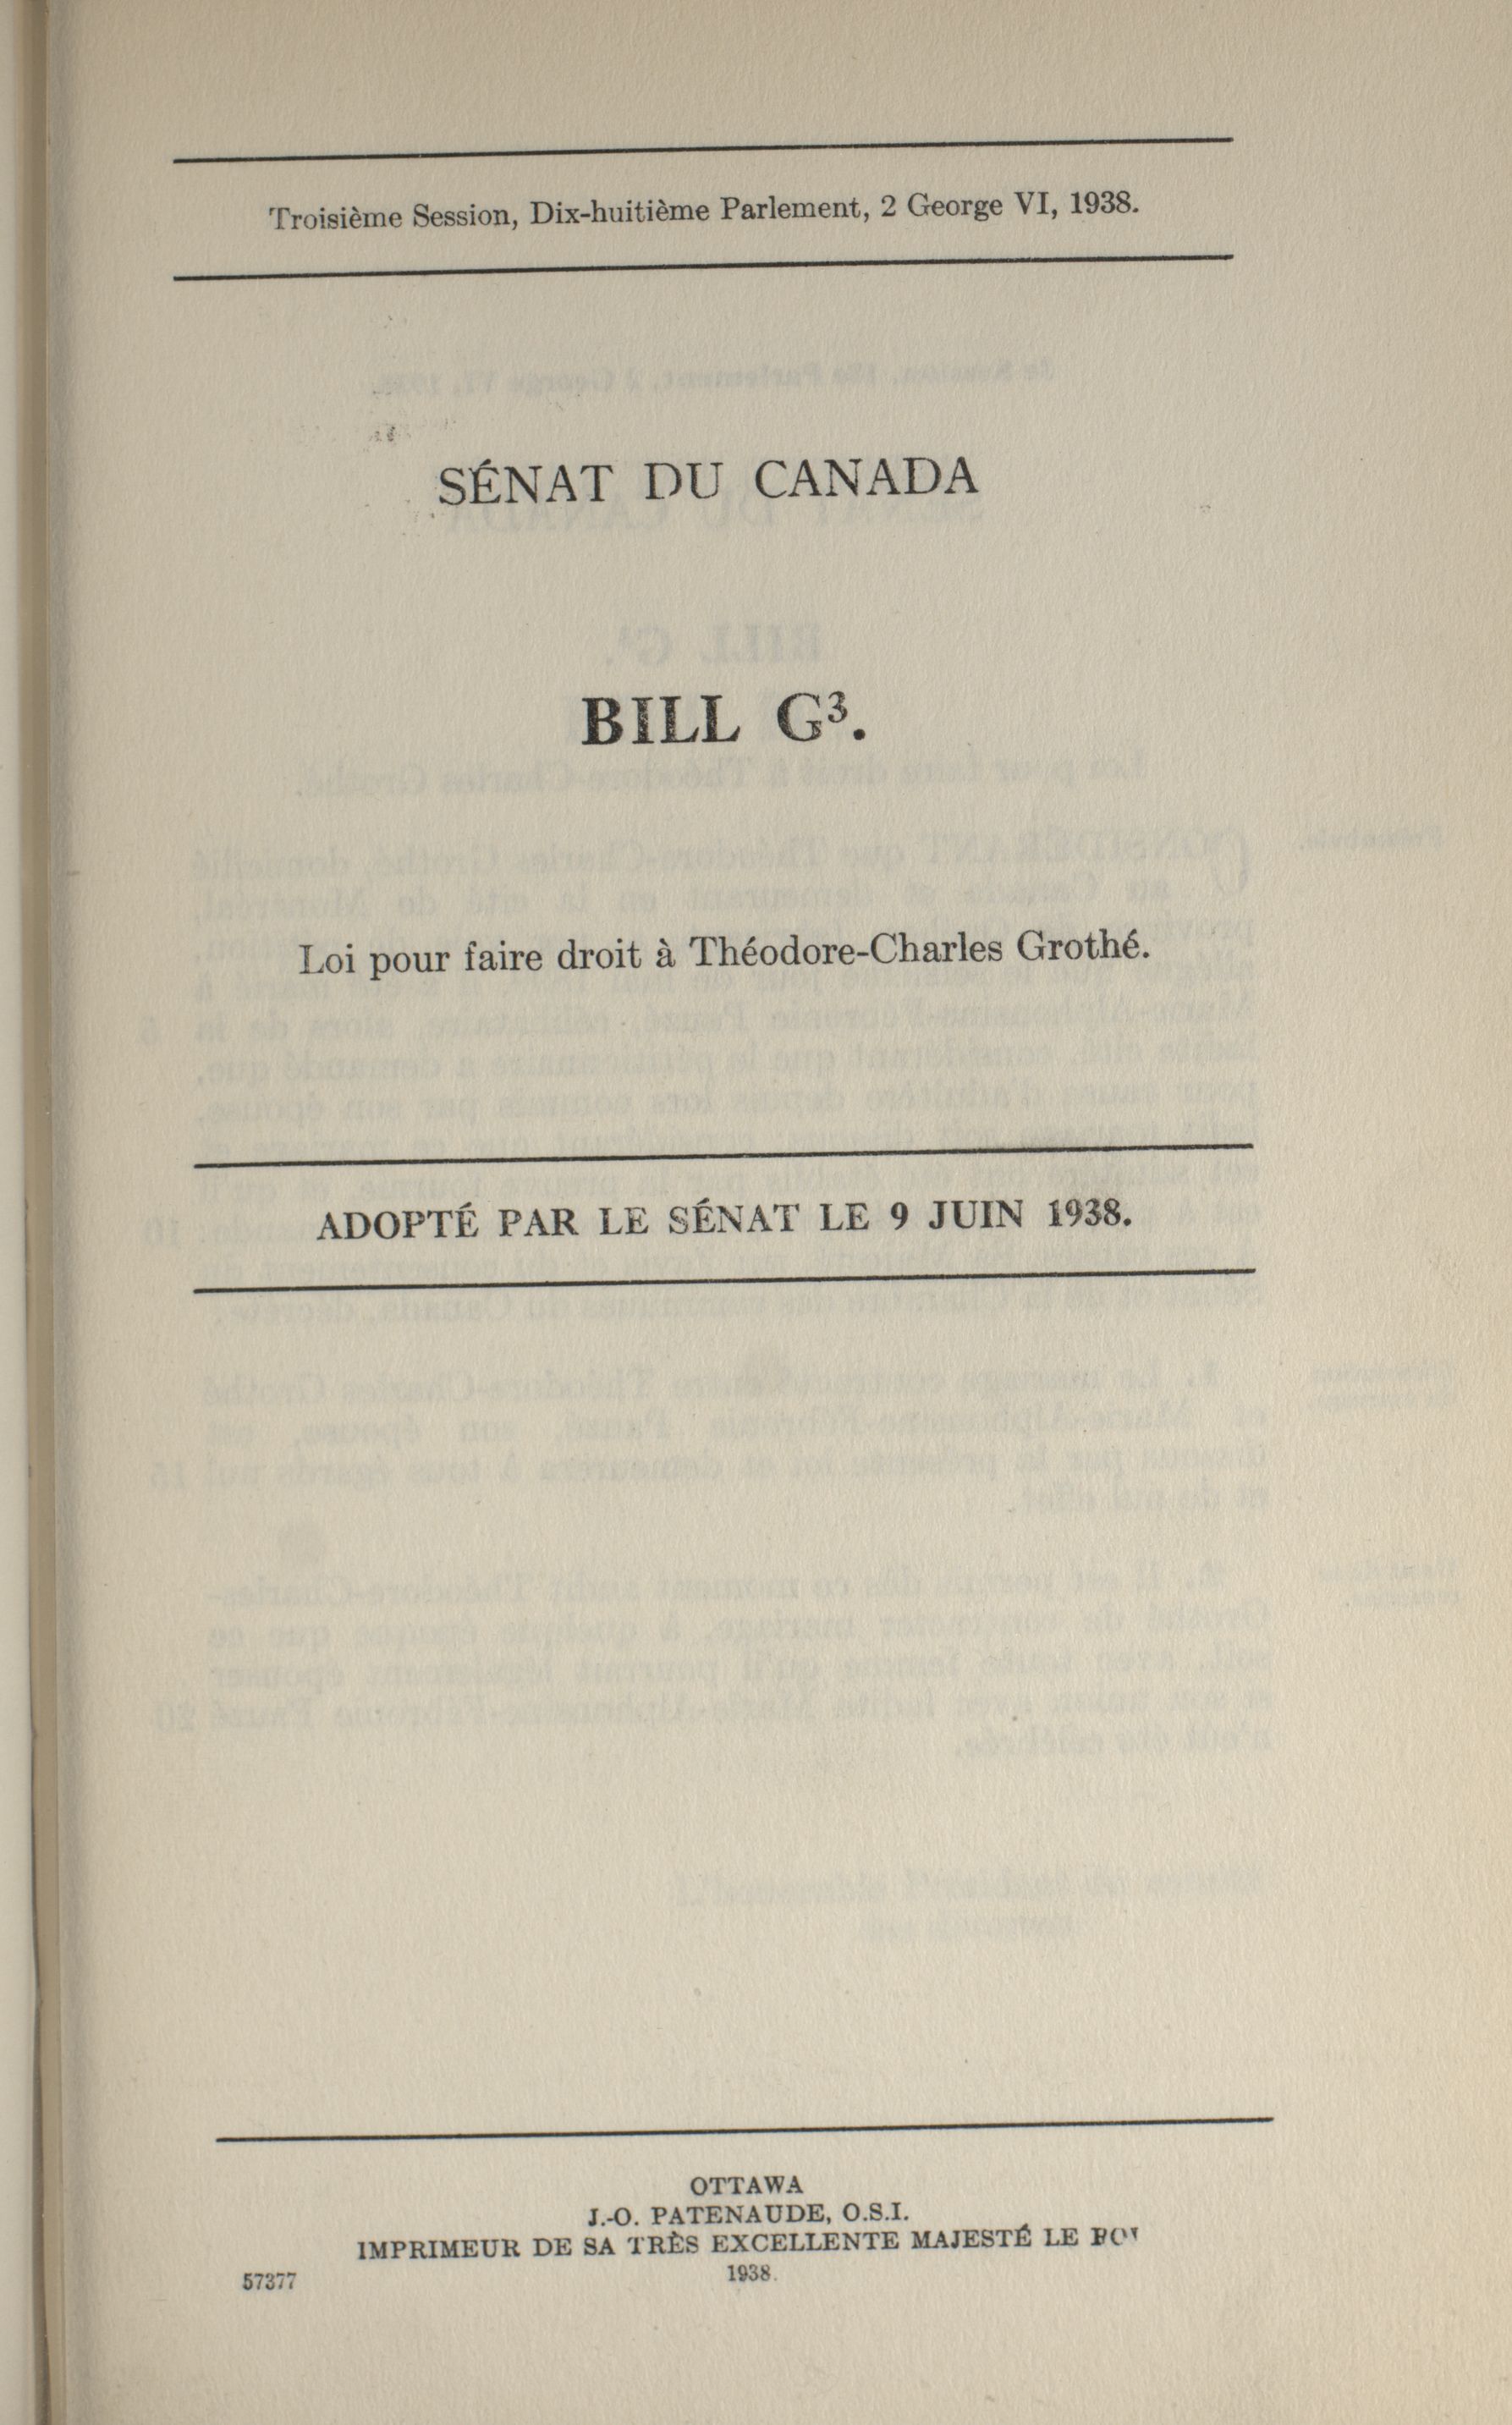 Troisième Session, Dix-huitième Parlement, 2 George VI, 1938.
SÉNAT DU CANADA
BILL G³.
Loi pour faire droit à Théodore-Charles Grothé.
ADOPTÉ PAR LE SÉNAT LE 9 JUIN 1938.
OTTAWA
J.-O. PATENAUDE, O.S.I.
IMPRIMEUR DE SA TRÈS EXCELLENTE MAJESTÉ LE
57377
1938.